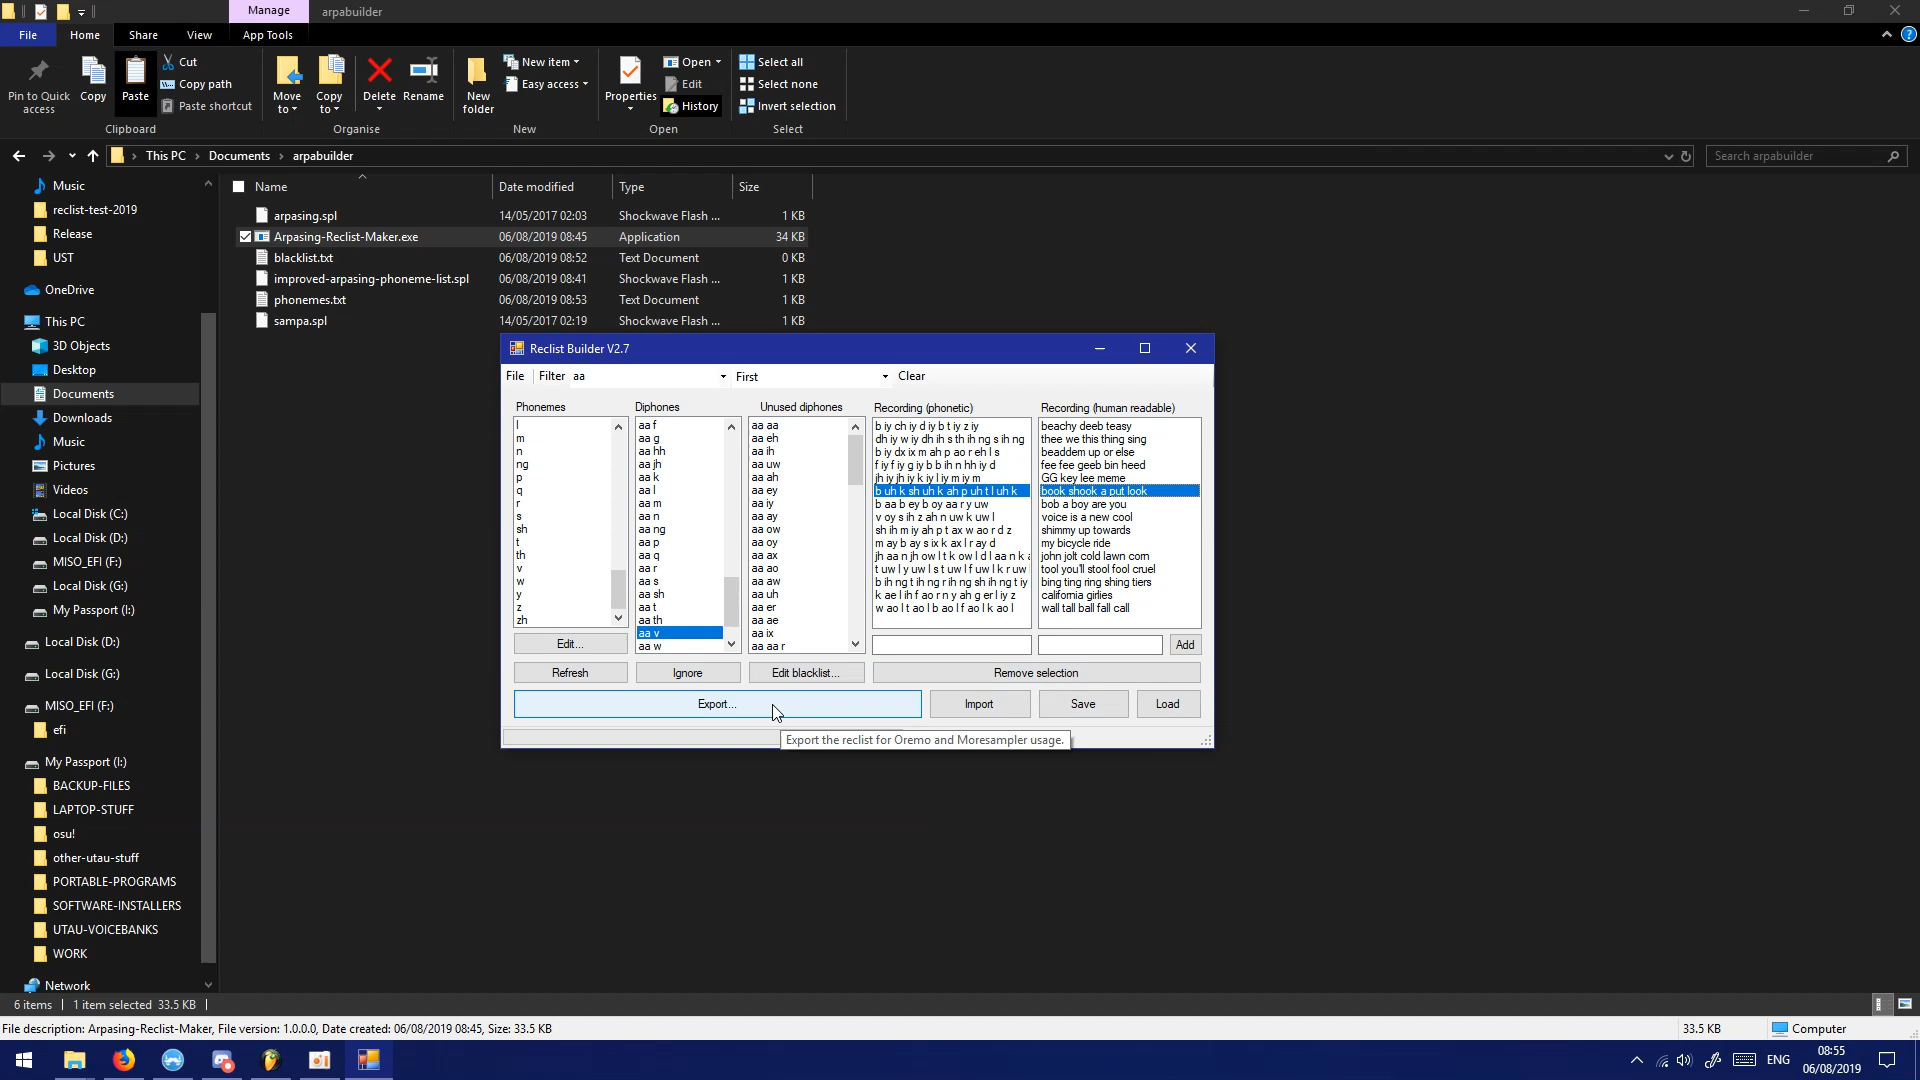 Manage
arpabuilder
File
Home
Share
View
App Tools
Pin to Quick access
Copy
Paste
Cut
Copy path
Paste shortcut
Clipboard
Move to
Copy to
Delete
Rename
Organise
New folder
New item
Easy access
New
Properties
Open
Edit
History
Open
Select all
Select none
Invert selection
Select
This PC
Documents
arpabuilder
Search arpabuilder
Name
Date modified
Type
Size
arpasing.spl 14/05/2017 02:03 Shockwave Flash ... 1 KB
Arpasing-Reclist-Maker.exe 06/08/2019 08:45 Application 34 KB
blacklist.txt 06/08/2019 08:52 Text Document 0 KB
improved-arpasing-phoneme-list.spl 06/08/2019 08:41 Shockwave Flash ... 1 KB
phonemes.txt 06/08/2019 08:53 Text Document 1 KB
sampa.spl 14/05/2017 02:19 Shockwave Flash ... 1 KB
Music
reclist-test-2019
Release
UST
OneDrive
This PC
3D Objects
Desktop
Documents
Downloads
Music
Pictures
Videos
Local Disk (C:)
Local Disk (D:)
MISO_EFI (F:)
Local Disk (G:)
My Passport (I:)
Local Disk (D:)
Local Disk (G:)
MISO_EFI (F:)
efi
My Passport (I:)
BACKUP-FILES
LAPTOP-STUFF
osu!
other-utau-stuff
PORTABLE-PROGRAMS
SOFTWARE-INSTALLERS
UTAU-VOICEBANKS
WORK
Network
Reclist Builder V2.7
File
Filter
aa
First
Clear
Phonemes
l
m
n
ng
p
q
r
s
sh
t
th
v
w
y
z
zh
Edit...
Refresh
Diphones
aa f
aa g
aa hh
aa jh
aa k
aa l
aa m
aa n
aa ng
aa p
aa q
aa r
aa s
aa sh
aa t
aa th
aa v
aa w
Ignore
Unused diphones
aa aa
aa eh
aa ih
aa uw
aa ah
aa ey
aa iy
aa ay
aa ow
aa oy
aa ax
aa ao
aa aw
aa uh
aa er
aa ae
aa ix
aa aa r
Edit blacklist...
Recording (phonetic)
b iy ch iy d iy b t iy z iy
dh iy w iy dh ih s th ih ng s ih ng
b iy dx ix m ah p ao r eh l s
f iy f iy g iy b b ih n hh iy d
jh iy jh iy k iy l iy m iy m
b uh k sh uh k ah p uh t l uh k
b aa b ey b oy aa r y uw
v oy s ih z ah n uw k uw l
sh ih m iy ah p t ax w ao r d z
m ay b ay s ix k ax l r ay d
jh aa n jh ow l t k ow l d l aa n k a
t uw l y uw l s t uw l f uw l k r uw
b ih ng t ih ng r ih ng sh ih ng t iy
k ae l ih f ao r n y ah g er l iy z
w ao l t ao l b ao l f ao l k ao l
Recording (human readable)
beachy deeb teasy
thee we this thing sing
beaddem up or else
fee fee geeb bin heed
GG key lee meme
book shook a put look
bob a boy are you
voice is a new cool
shimmy up towards
my bicycle ride
john jolt cold lawn corn
tool you'll stool fool cruel
bing ting ring shing tiers
california girlies
wall tall ball fall call
Add
Remove selection
Export...
Import
Save
Load
Export the reclist for Oremo and Moresampler usage.
6 items
1 item selected 33.5 KB
File description: Arpasing-Reclist-Maker, File version: 1.0.0.0, Date created: 06/08/2019 08:45, Size: 33.5 KB
33.5 KB
Computer
ENG
08:55
06/08/2019